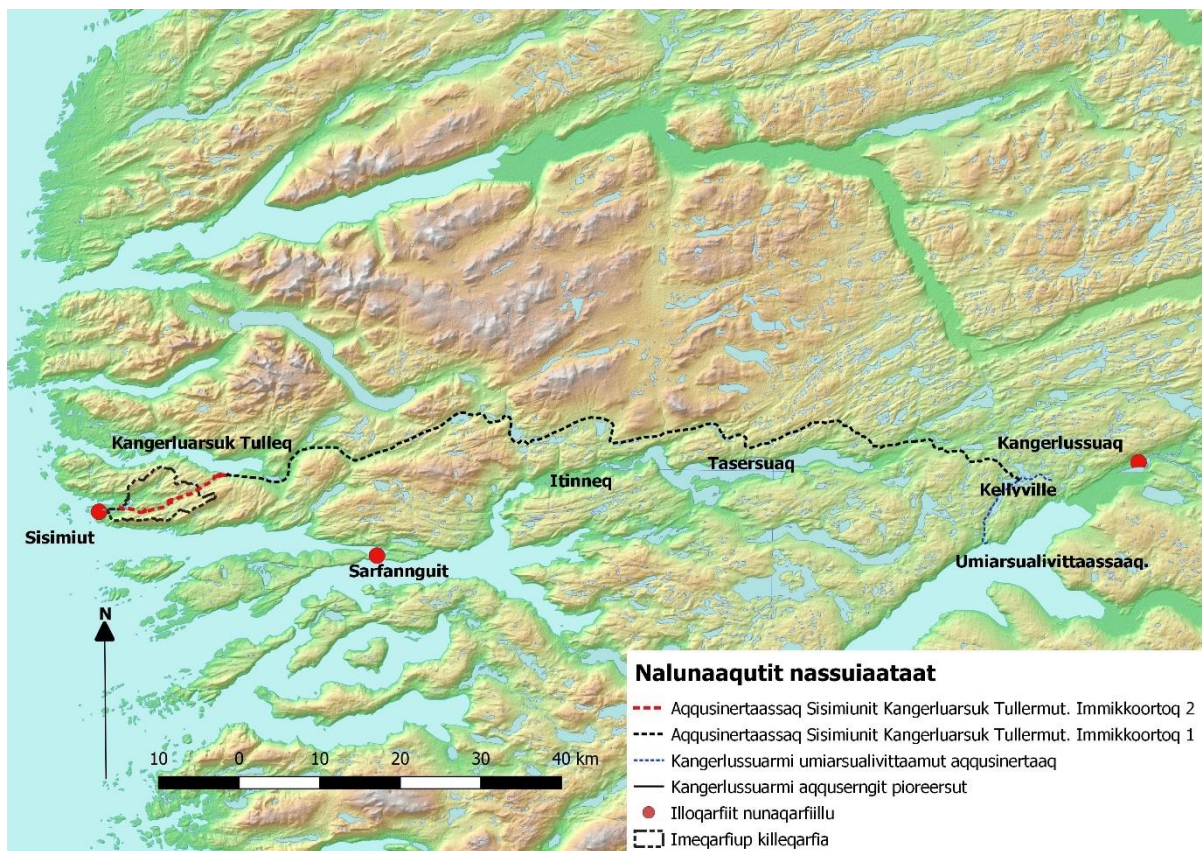 Kangerluarsuk Tulleq
Kangerlussuaq
Tasersuaq
Itinneq
Kellyville
Sisimiut
Umiarsualivittaassaaq.
Sarfannguit
N
10 0 10 20 30 40 km
Nalunaaqutit nassuiaataat
Aqqusinertaassaq Sisimiunit Kangerluarsuk Tullermut. Immikkoortoq 2
Aqqusinertaassaq Sisimiunit Kangerluarsuk Tullermut. Immikkoortoq 1
Kangerlussuarmi umiarsualivittaamut aqqusinertaaq
Kangerlussuarmi aqquserngit pioreersut
Illoqarfiit nunaqarfiillu
Imeqarfiup killeqarfia